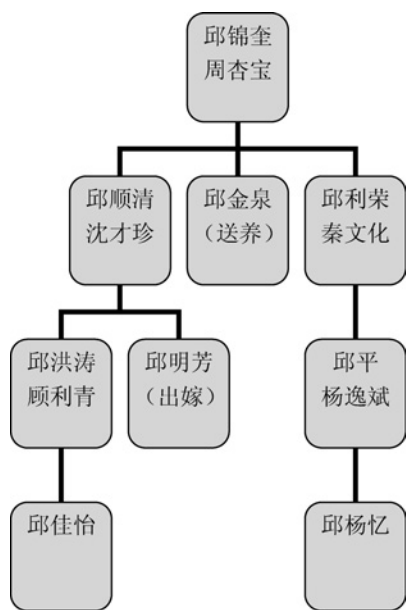 邱锦奎
周杏宝
邱顺清
沈才珍
邱金泉
（送养）
邱利荣
秦文化
邱洪涛
顾利青
邱明芳
（出嫁）
邱平
杨逸斌
邱佳怡
邱杨忆